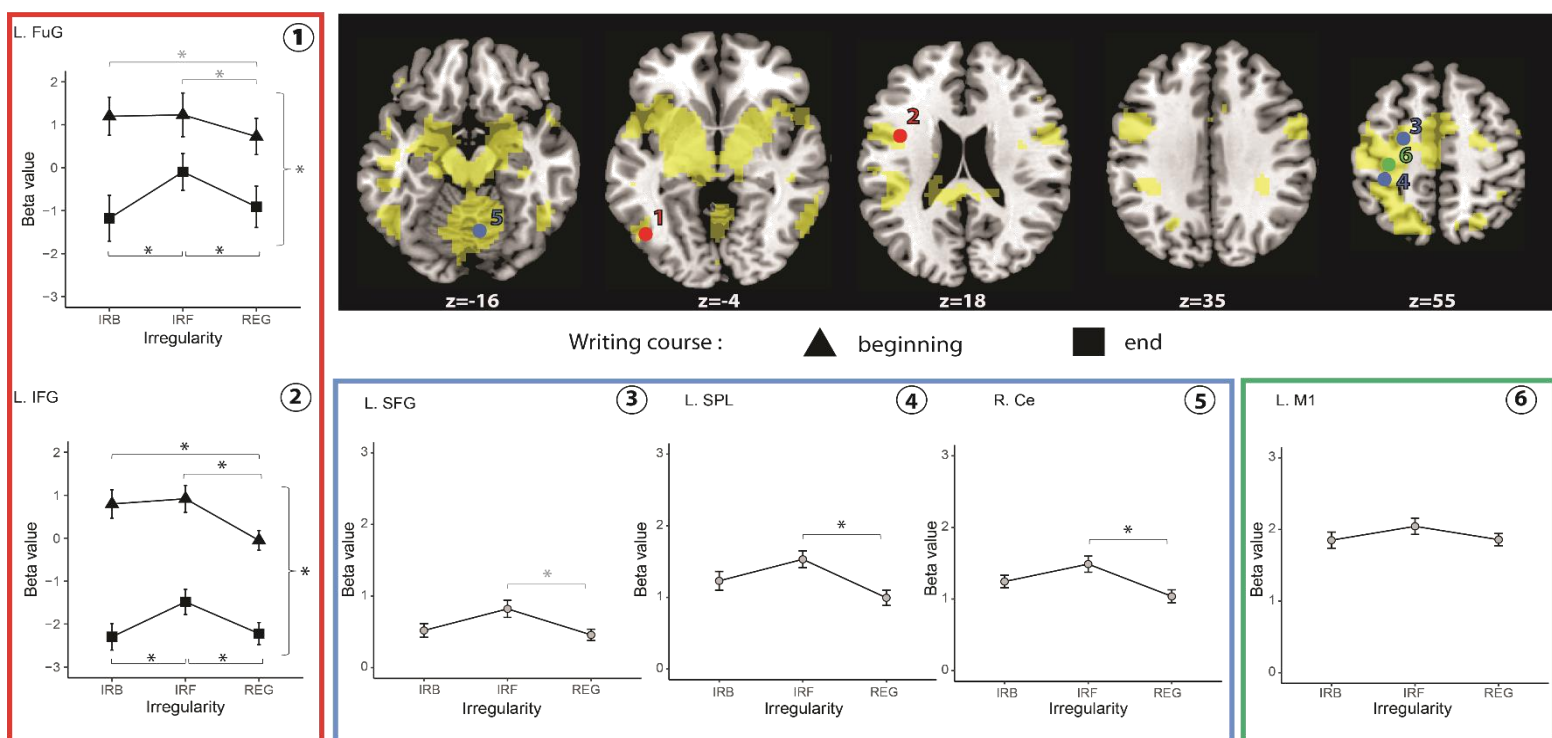 L. FuG
1
*
*
2
1
0
−1
−2
−3
Beta value
*
*
*
IRB IRF REG
Irregularity
5
1
2
3
6
4
z=-16 z=-4 z=18 z=35 z=55
Writing course : beginning end
L. IFG
2
*
*
2
1
0
−1
−2
−3
Beta value
*
*
*
IRB IRF REG
Irregularity
L. SFG
3
3
2
1
0
Beta value
*
IRB IRF REG
Irregularity
L. SPL
4
3
2
1
0
Beta value
*
IRB IRF REG
Irregularity
R. Ce
5
3
2
1
0
Beta value
*
IRB IRF REG
Irregularity
L. M1
6
3
2
1
0
Beta value
IRB IRF REG
Irregularity